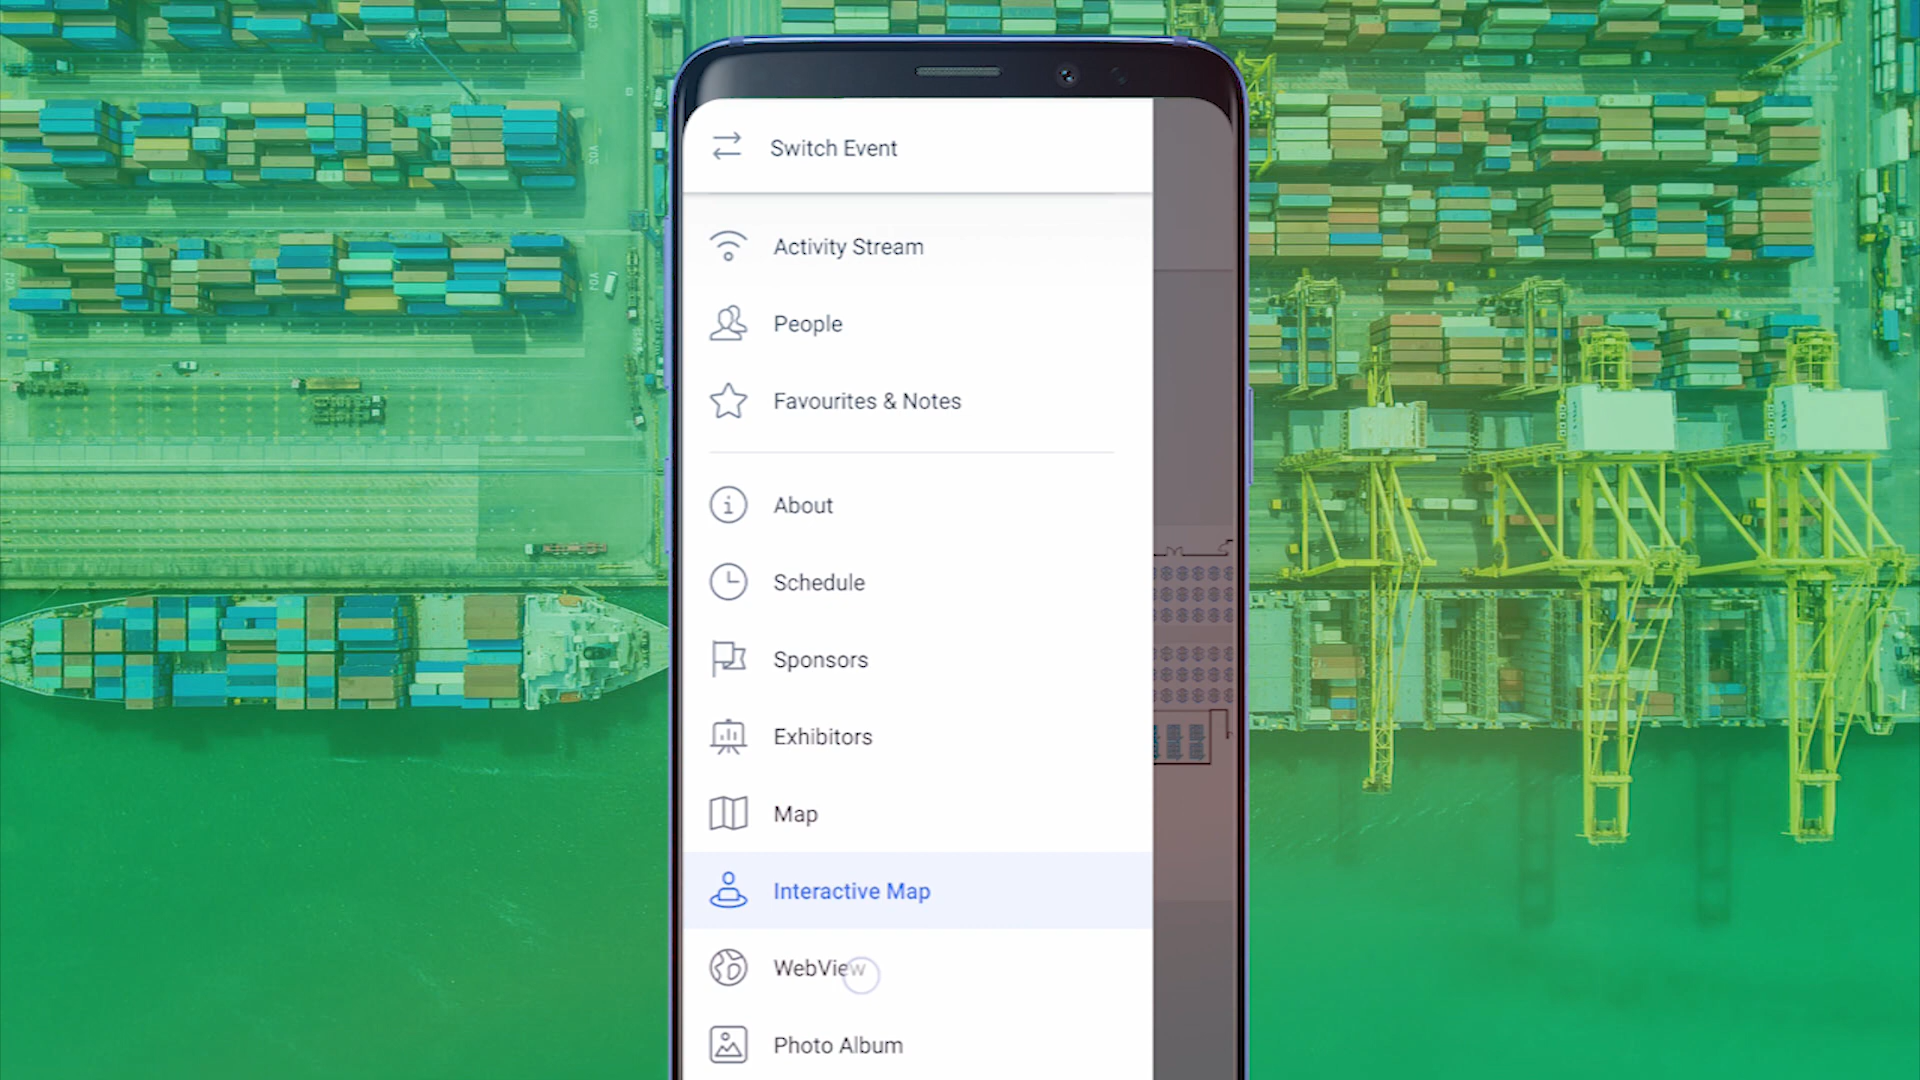 Switch Event
Activity Stream
People
Favourites & Notes
About
Schedule
Sponsors
Exhibitors
Map
Interactive Map
WebView
Photo Album